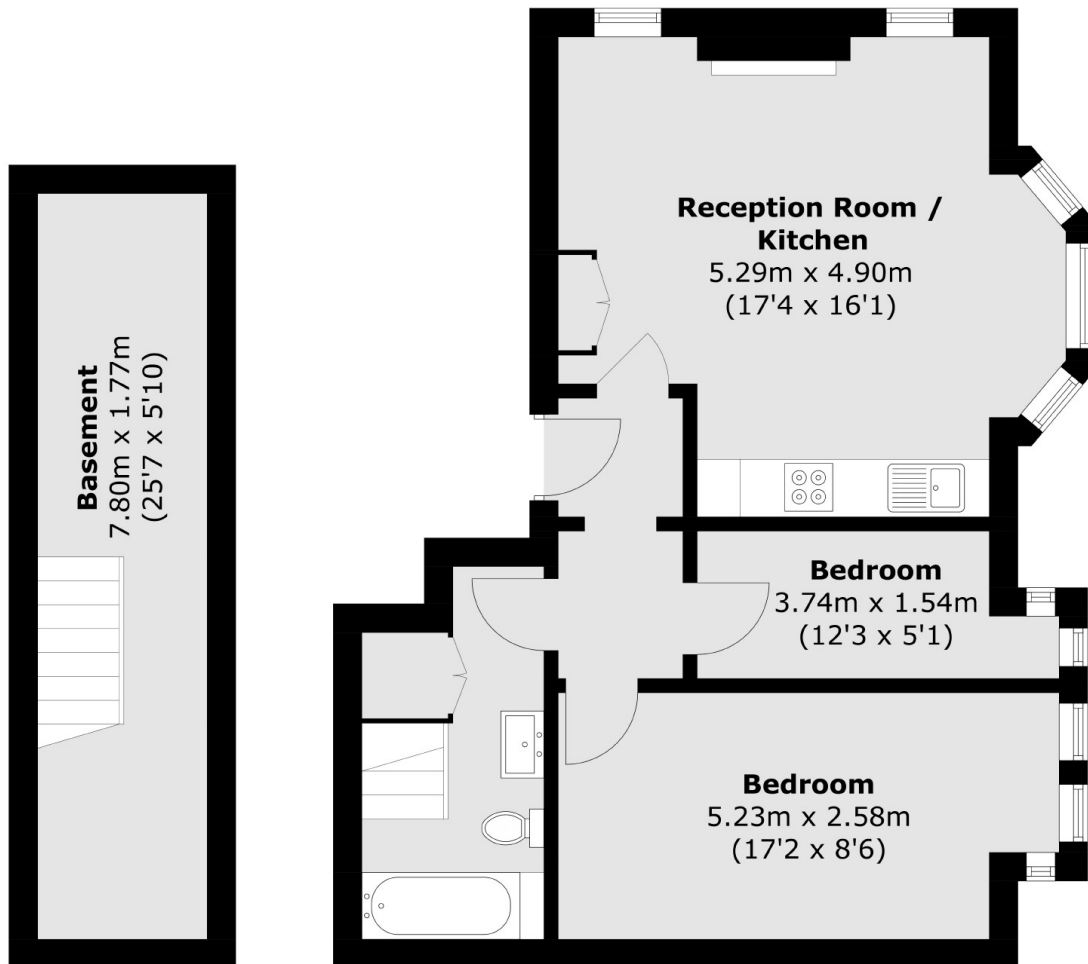 Reception Room /
Kitchen
5.29m x 4.90m
(17'4 x 16'1)
Basement
7.80m x 1.77m
(25'7 x 5'10)
Bedroom
3.74m x 1.54m
(12'3 x 5'1)
Bedroom
5.23m x 2.58m
(17'2 x 8'6)